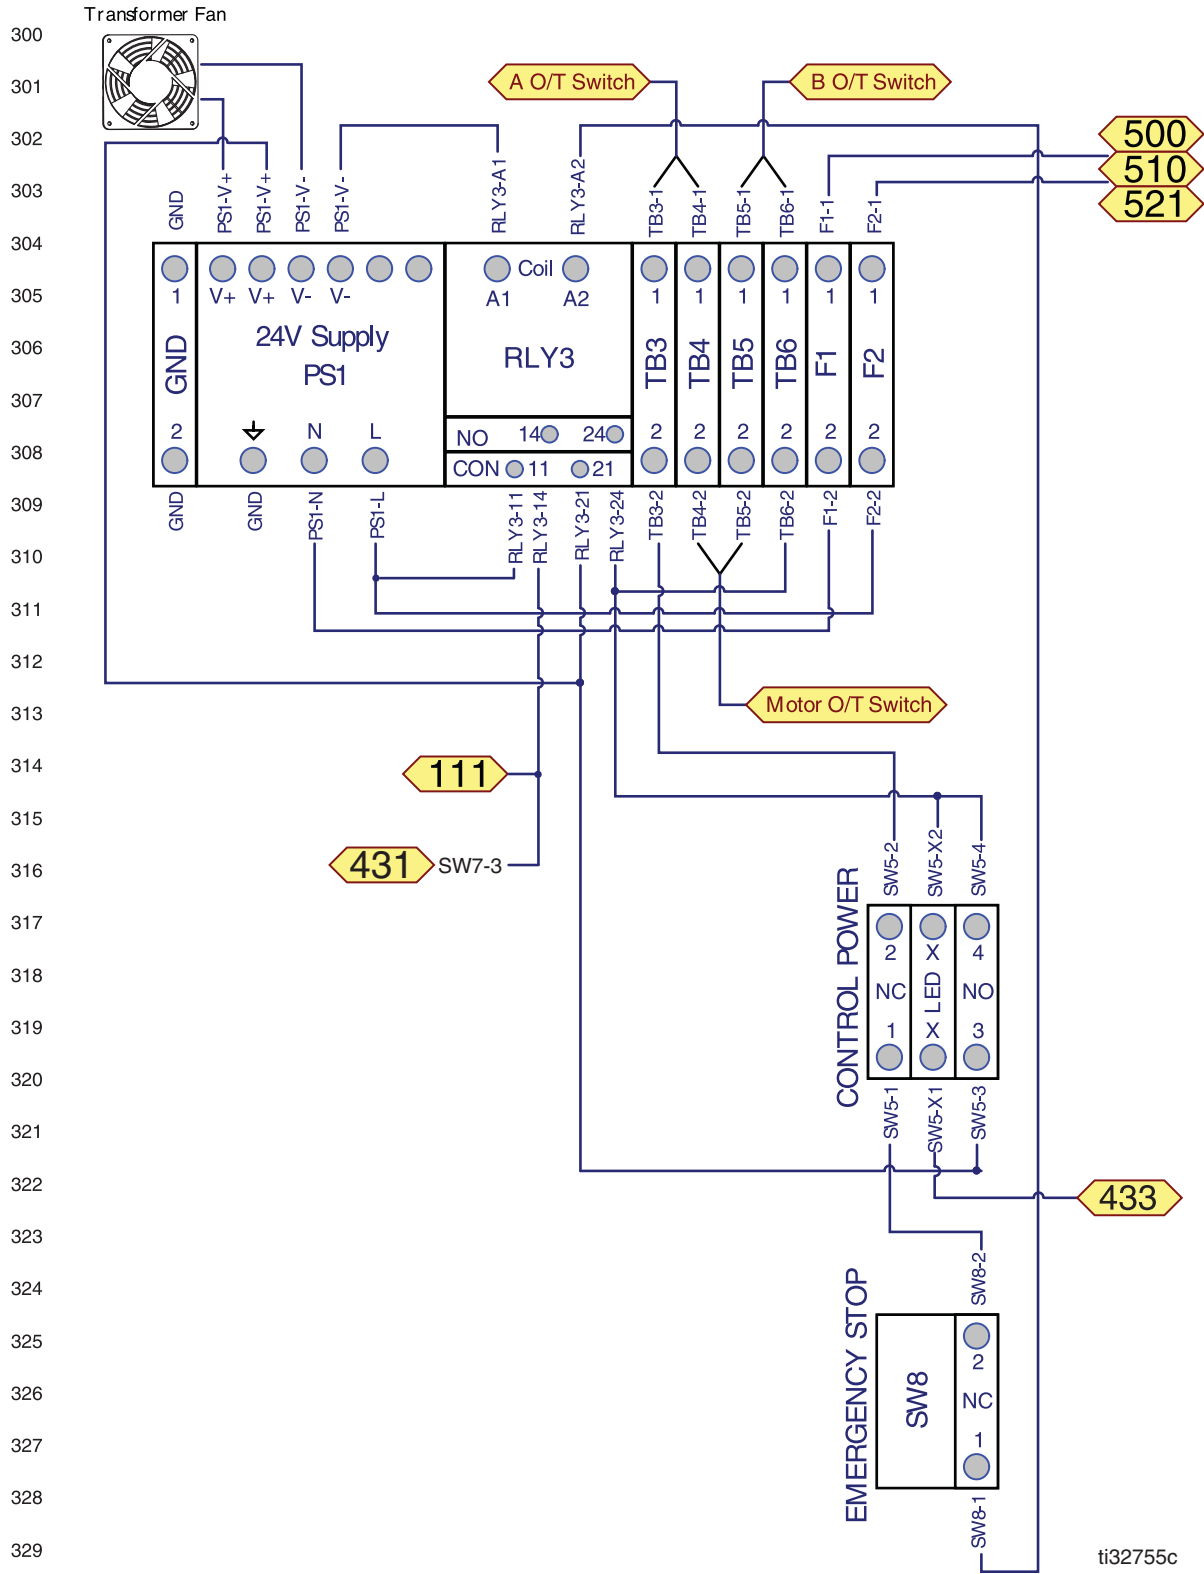 Transformer Fan
300
301
302
303
304
305
306
307
308
309
310
311
312
313
314
315
316
317
318
319
320
321
322
323
324
325
326
327
328
329
A O/T Switch
B O/T Switch
500
510
521
GND
PS1-V+
PS1-V+
PS1-V-
PS1-V-
RLY3-A1
RLY3-A2
TB3-1
TB4-1
TB5-1
TB6-1
F1-1
F2-1
1
V+
V+
V-
V-
Coil
A1
A2
1
1
1
1
1
1
GND
24V Supply
PS1
RLY3
TB3
TB4
TB5
TB6
F1
F2
2
N
L
NO
14
24
CON
11
21
2
2
2
2
2
2
GND
GND
PS1-N
PS1-L
RLY3-11
RLY3-14
RLY3-21
RLY3-24
TB3-2
TB4-2
TB5-2
TB6-2
F1-2
F2-2
Motor O/T Switch
111
431
SW7-3
SW5-2
SW5-X2
SW5-4
CONTROL POWER
2
X
4
NC
LED
NO
1
X
3
SW5-1
SW5-X1
SW5-3
433
SW8-2
EMERGENCY STOP
SW8
2
NC
1
SW8-1
ti32755c